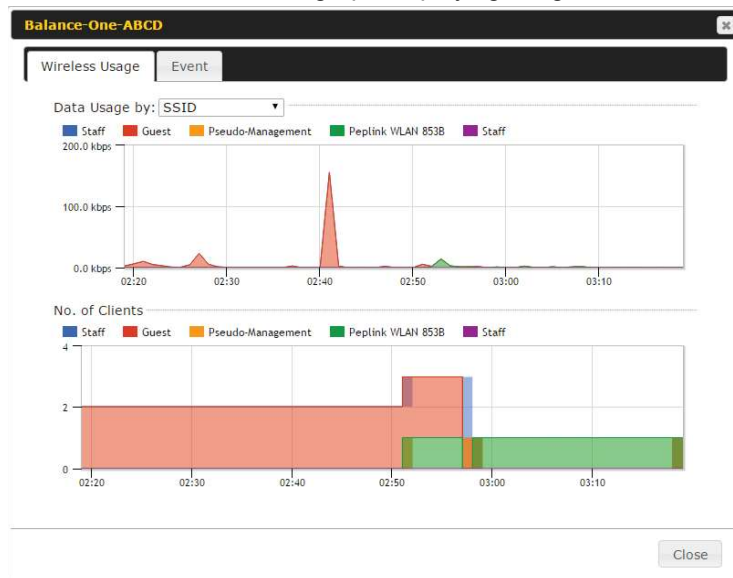 Balance-One-ABCD
Wireless Usage Event
Data Usage by: SSID
Staff Guest Pseudo-Management Peplink WLAN 853B Staff
200.0 kbps
100.0 kbps
0.0 kbps
02:20 02:30 02:40 02:50 03:00 03:10
No. of Clients
Staff Guest Pseudo-Management Peplink WLAN 853B Staff
4
2
0
02:20 02:30 02:40 02:50 03:00 03:10
Close